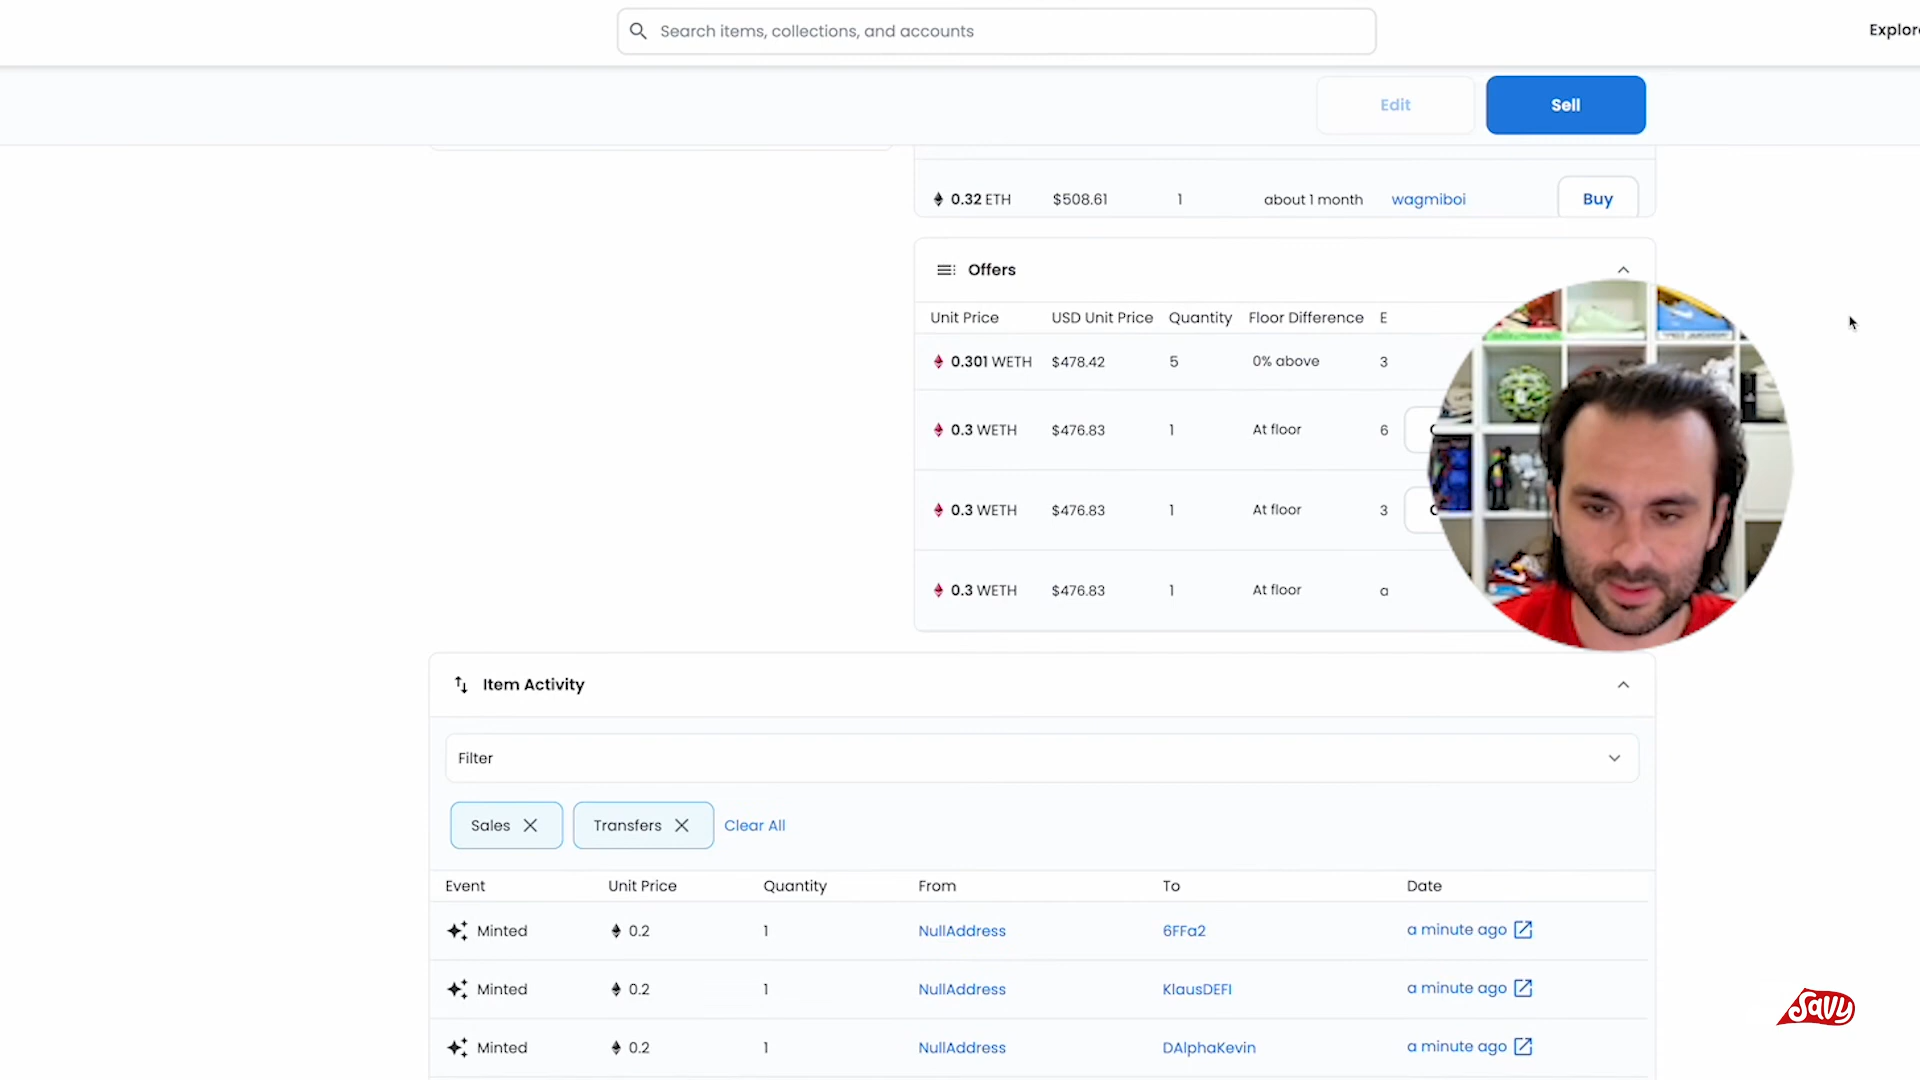 Search items, collections, and accounts
Explor
Edit
Sell
0.32 ETH $508.61 1 about 1 month wagmiboi Buy
Offers
Unit Price USD Unit Price Quantity Floor Difference E
0.301 WETH $478.42 5 0% above 3
0.3 WETH $476.83 1 At floor 6
0.3 WETH $476.83 1 At floor 3
0.3 WETH $476.83 1 At floor a
Item Activity
Filter
Sales
Transfers
Clear All
Event Unit Price Quantity From To Date
Minted 0.2 1 NullAddress 6FFa2 a minute ago
Minted 0.2 1 NullAddress KlausDEFI a minute ago
Minted 0.2 1 NullAddress DAlphaKevin a minute ago
Savy